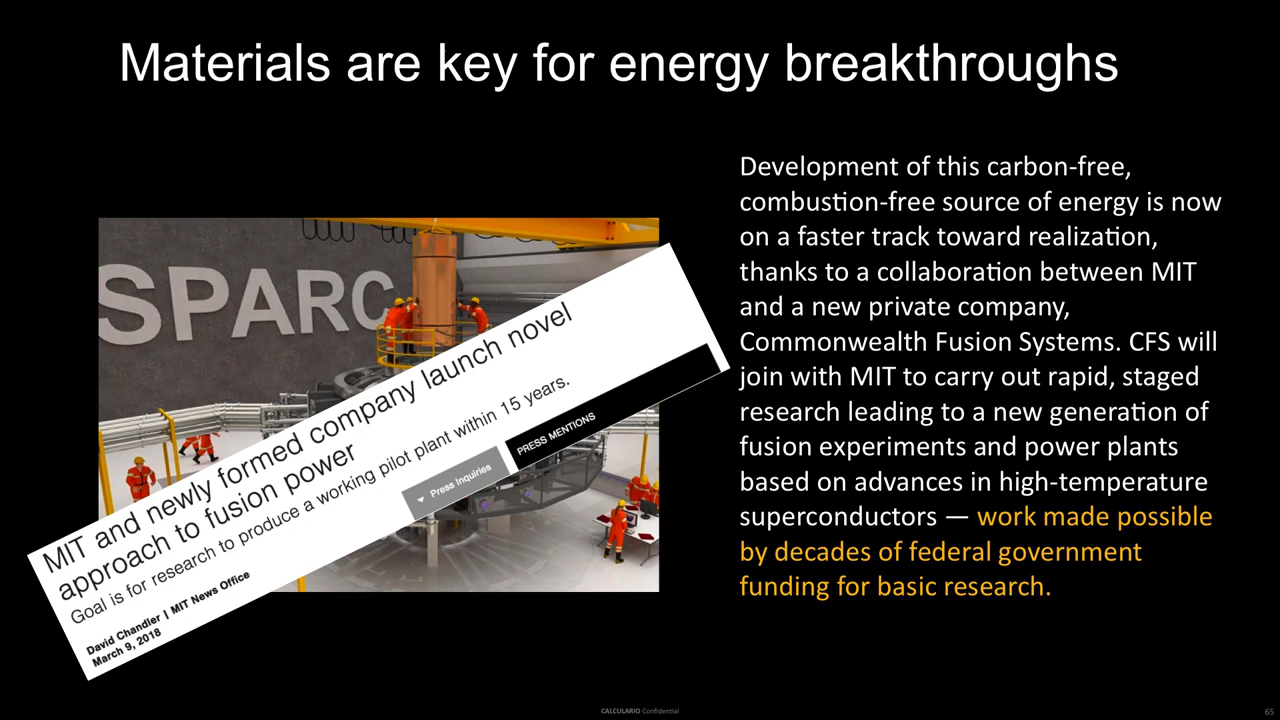 Materials are key for energy breakthroughs
SPARC
MIT and newly formed company launch novel
approach to fusion power
Goal is for research to produce a working pilot plant within 15 years.
Press Inquiries
PRESS MENTIONS
David Chandler | MIT News Office
March 9, 2018
Development of this carbon-free,
combustion-free source of energy is now
on a faster track toward realization,
thanks to a collaboration between MIT
and a new private company,
Commonwealth Fusion Systems. CFS will
join with MIT to carry out rapid, staged
research leading to a new generation of
fusion experiments and power plants
based on advances in high-temperature
superconductors — work made possible
by decades of federal government
funding for basic research.
CALCULARIO Confidential
65